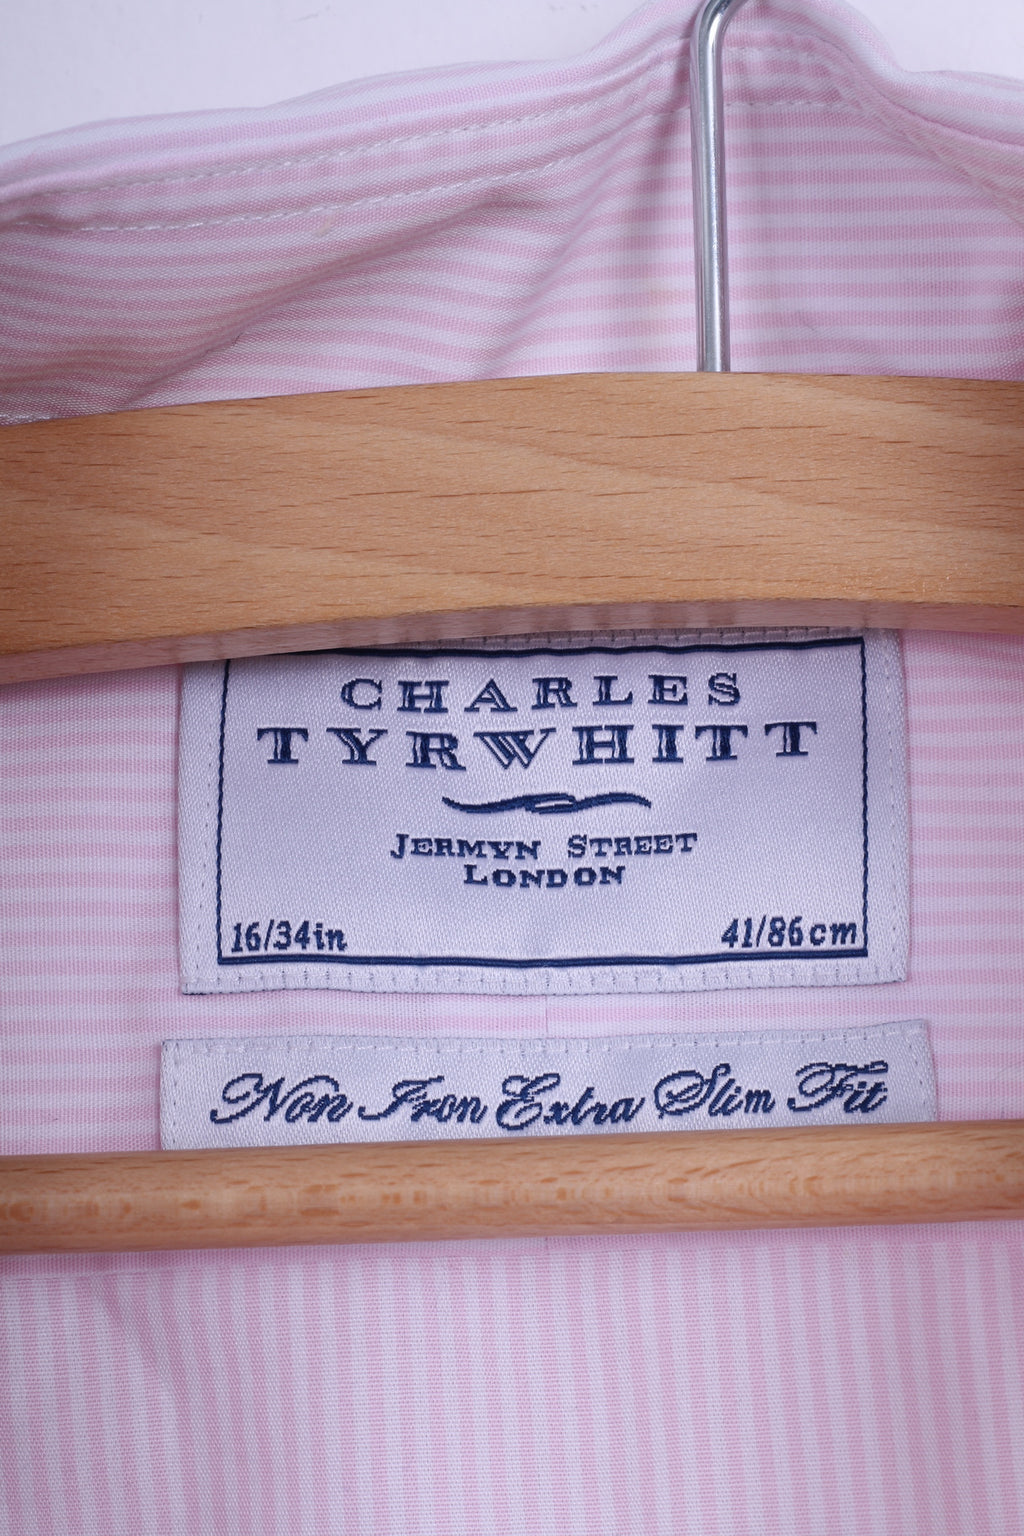 CHARLES
TYRWHITT
JERMYN STREET
LONDON
16/34in 41/86cm
Non Iron Extra Slim Fit